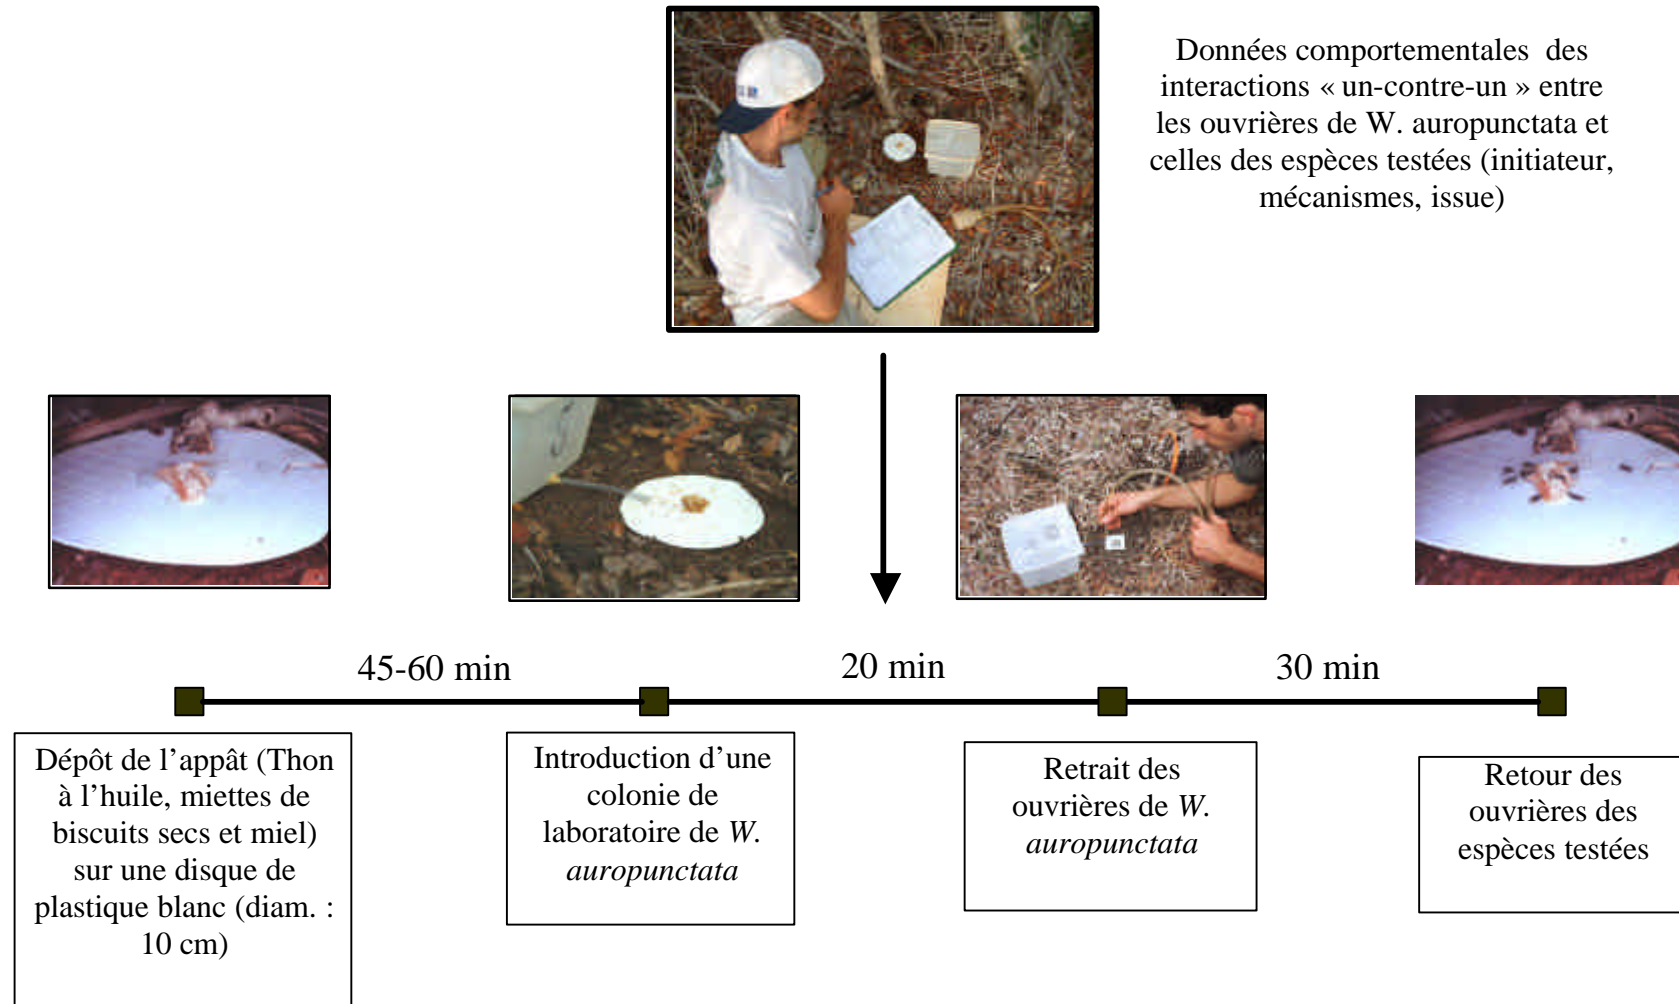 Données comportementales des
interactions « un-contre-un » entre
les ouvrières de W. auropunctata et
celles des espèces testées (initiateur,
mécanismes, issue)
45-60 min
20 min
30 min
Dépôt de l’appât (Thon
à l’huile, miettes de
biscuits secs et miel)
sur une disque de
plastique blanc (diam. :
10 cm)
Introduction d’une
colonie de
laboratoire de W.
auropunctata
Retrait des
ouvrières de W.
auropunctata
Retour des
ouvrières des
espèces testées